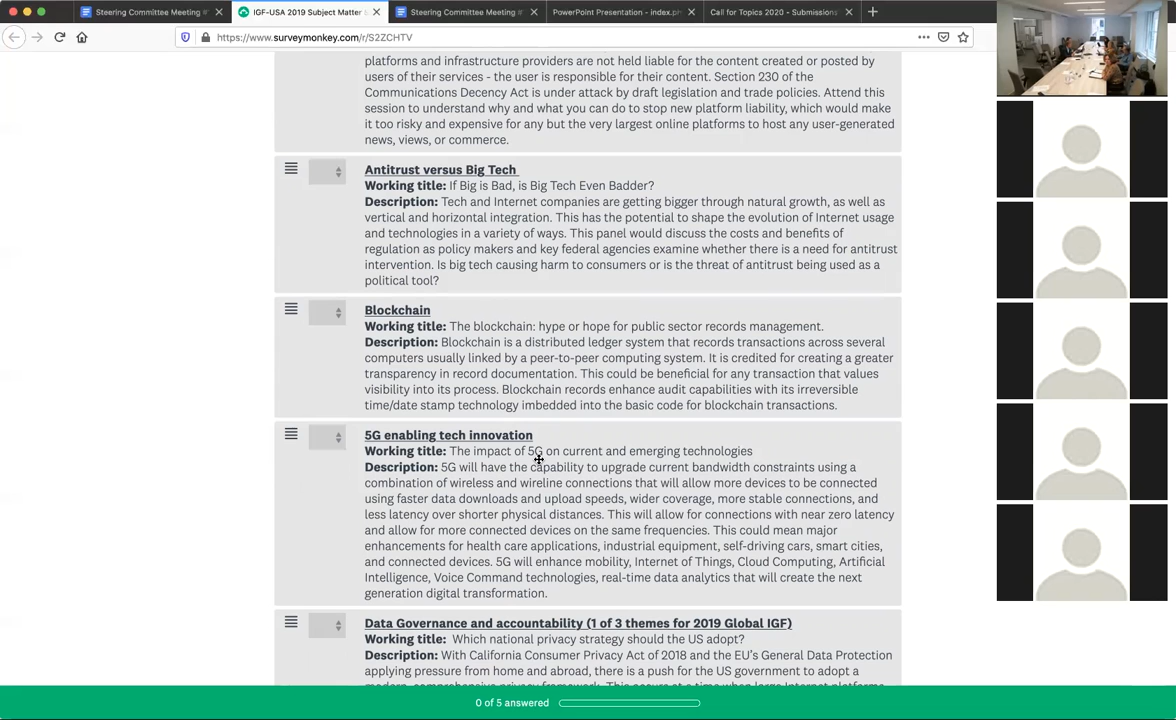 Steering Committee Meeting #
IGF-USA 2019 Subject Matter
Steering Committee Meeting #
PowerPoint Presentation - index.p
Call for Topics 2020 - Submissions
https://www.surveymonkey.com/r/S2ZCHTV
platforms and infrastructure providers are not held liable for the content created or posted by
users of their services - the user is responsible for their content. Section 230 of the
Communications Decency Act is under attack by draft legislation and trade policies. Attend this
session to understand why and what you can do to stop new platform liability, which would make
it too risky and expensive for any but the very largest online platforms to host any user-generated
news, views, or commerce.
Antitrust versus Big Tech
Working title: If Big is Bad, is Big Tech Even Badder?
Description: Tech and Internet companies are getting bigger through natural growth, as well as
vertical and horizontal integration. This has the potential to shape the evolution of Internet usage
and technologies in a variety of ways. This panel would discuss the costs and benefits of
regulation as policy makers and key federal agencies examine whether there is a need for antitrust
intervention. Is big tech causing harm to consumers or is the threat of antitrust being used as a
political tool?
Blockchain
Working title: The blockchain: hype or hope for public sector records management.
Description: Blockchain is a distributed ledger system that records transactions across several
computers usually linked by a peer-to-peer computing system. It is credited for creating a greater
transparency in record documentation. This could be beneficial for any transaction that values
visibility into its process. Blockchain records enhance audit capabilities with its irreversible
time/date stamp technology imbedded into the basic code for blockchain transactions.
5G enabling tech innovation
Working title: The impact of 5G on current and emerging technologies
Description: 5G will have the capability to upgrade current bandwidth constraints using a
combination of wireless and wireline connections that will allow more devices to be connected
using faster data downloads and upload speeds, wider coverage, more stable connections, and
less latency over shorter physical distances. This will allow for connections with near zero latency
and allow for more connected devices on the same frequencies. This could mean major
enhancements for health care applications, industrial equipment, self-driving cars, smart cities,
and connected devices. 5G will enhance mobility, Internet of Things, Cloud Computing, Artificial
Intelligence, Voice Command technologies, real-time data analytics that will create the next
generation digital transformation.
Data Governance and accountability (1 of 3 themes for 2019 Global IGF)
Working title: Which national privacy strategy should the US adopt?
Description: With California Consumer Privacy Act of 2018 and the EU's General Data Protection
applying pressure from home and abroad, there is a push for the US government to adopt a
0 of 5 answered